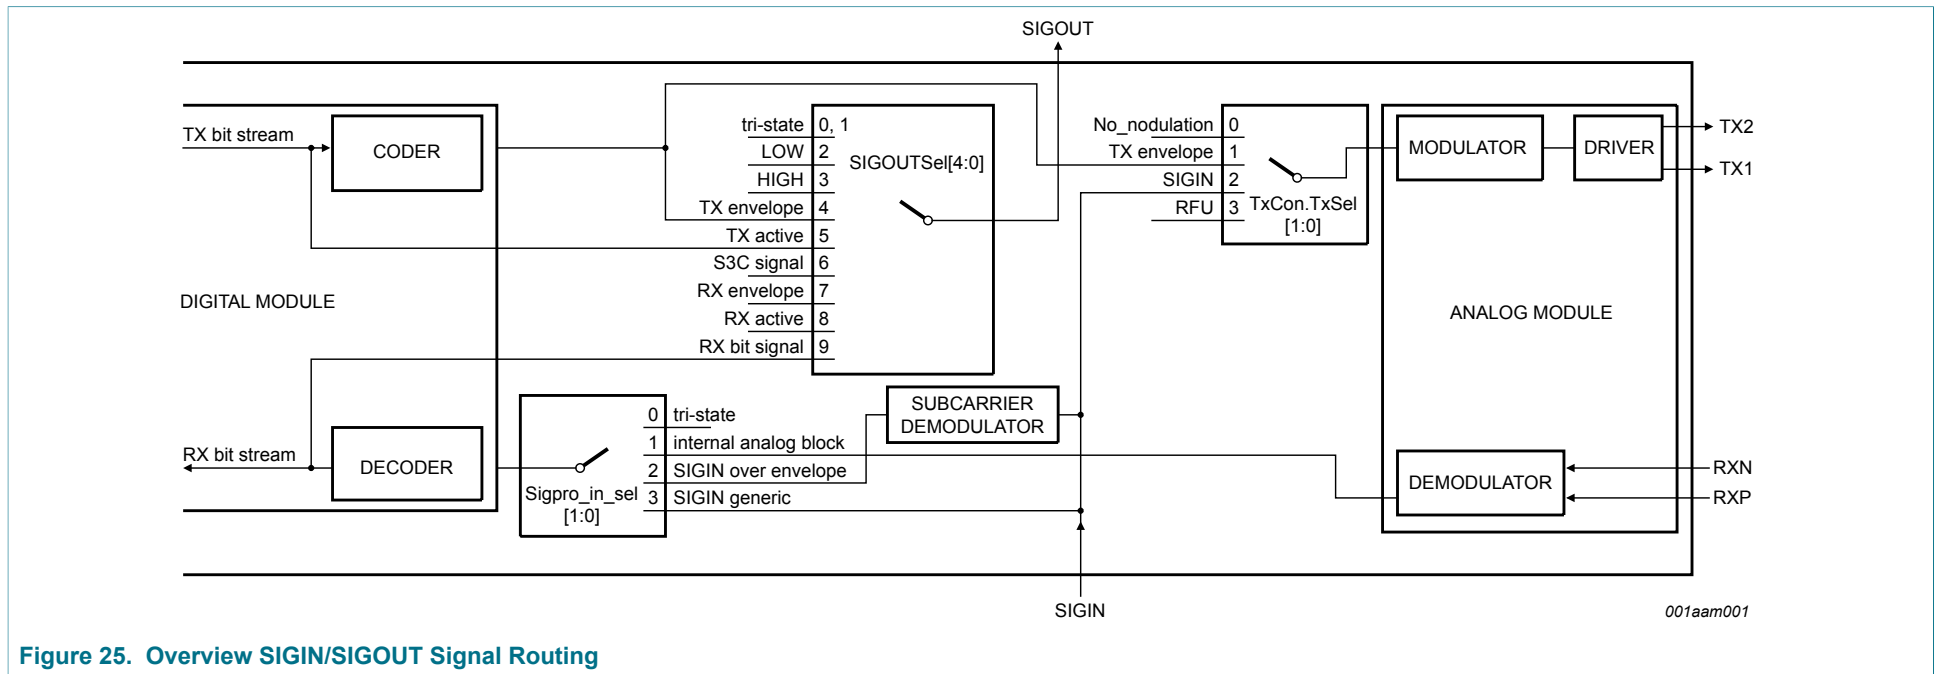 SIGOUT
TX bit stream
CODER
tri-state 0, 1
LOW 2
HIGH 3
TX envelope 4
TX active 5
S3C signal 6
RX envelope 7
RX active 8
RX bit signal 9
SIGOUTSel[4:0]
No_nodulation 0
TX envelope 1
SIGIN 2
RFU 3
TxCon.TxSel
[1:0]
MODULATOR
DRIVER
TX2
TX1
DIGITAL MODULE
ANALOG MODULE
RX bit stream
DECODER
Sigpro_in_sel
[1:0]
0 tri-state
1 internal analog block
2 SIGIN over envelope
3 SIGIN generic
SUBCARRIER
DEMODULATOR
DEMODULATOR
RXN
RXP
SIGIN
001aam001
Figure 25. Overview SIGIN/SIGOUT Signal Routing